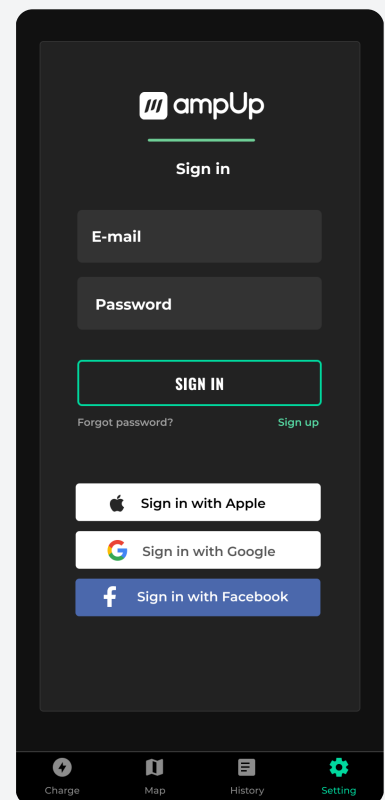 ampUp
Sign in
E-mail
Password
SIGN IN
Forgot password? Sign up
Sign in with Apple
Sign in with Google
Sign in with Facebook
Charge Map History Setting